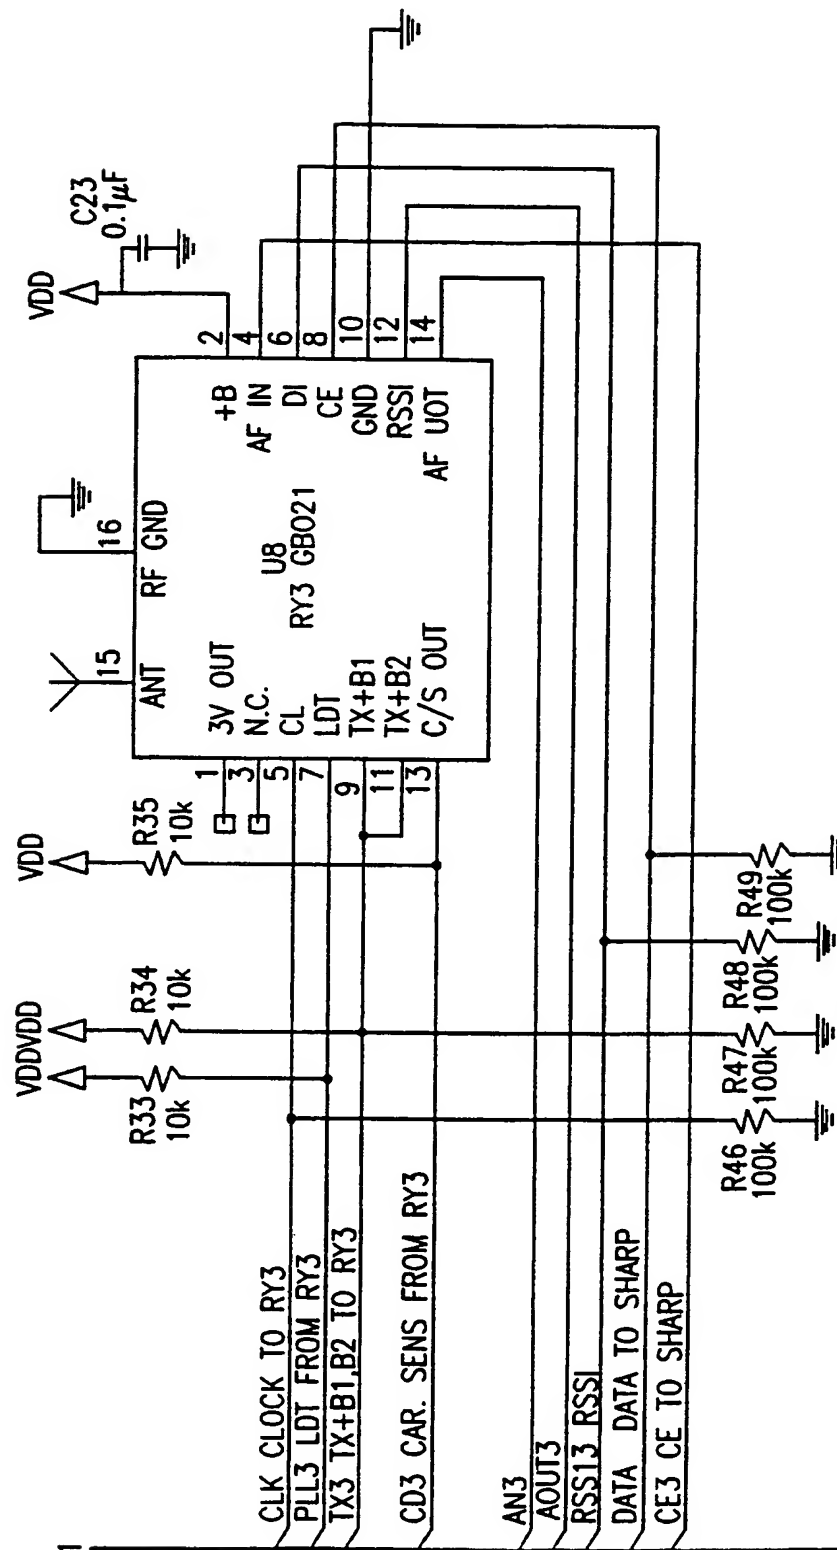 VDD
C23
0.1μF
2
4
6
8
10
12
14
+B
AF IN
DI
CE
GND
RSSI
AF UOT
16
RF GND
U8
RY3 GB021
15
ANT
3V OUT
N.C.
CL
LDT
TX+B1
TX+B2
C/S OUT
1
3
5
7
9
11
13
VDD
R35
10k
VDDVDD
R34
10k
R33
10k
R49
100k
R48
100k
R47
100k
R46
100k
CLK CLOCK TO RY3
PLL3 LDT FROM RY3
TX3 TX+B1,B2 TO RY3
CD3 CAR. SENS FROM RY3
AN3
AOUT3
RSS13 RSSI
DATA DATA TO SHARP
CE3 CE TO SHARP